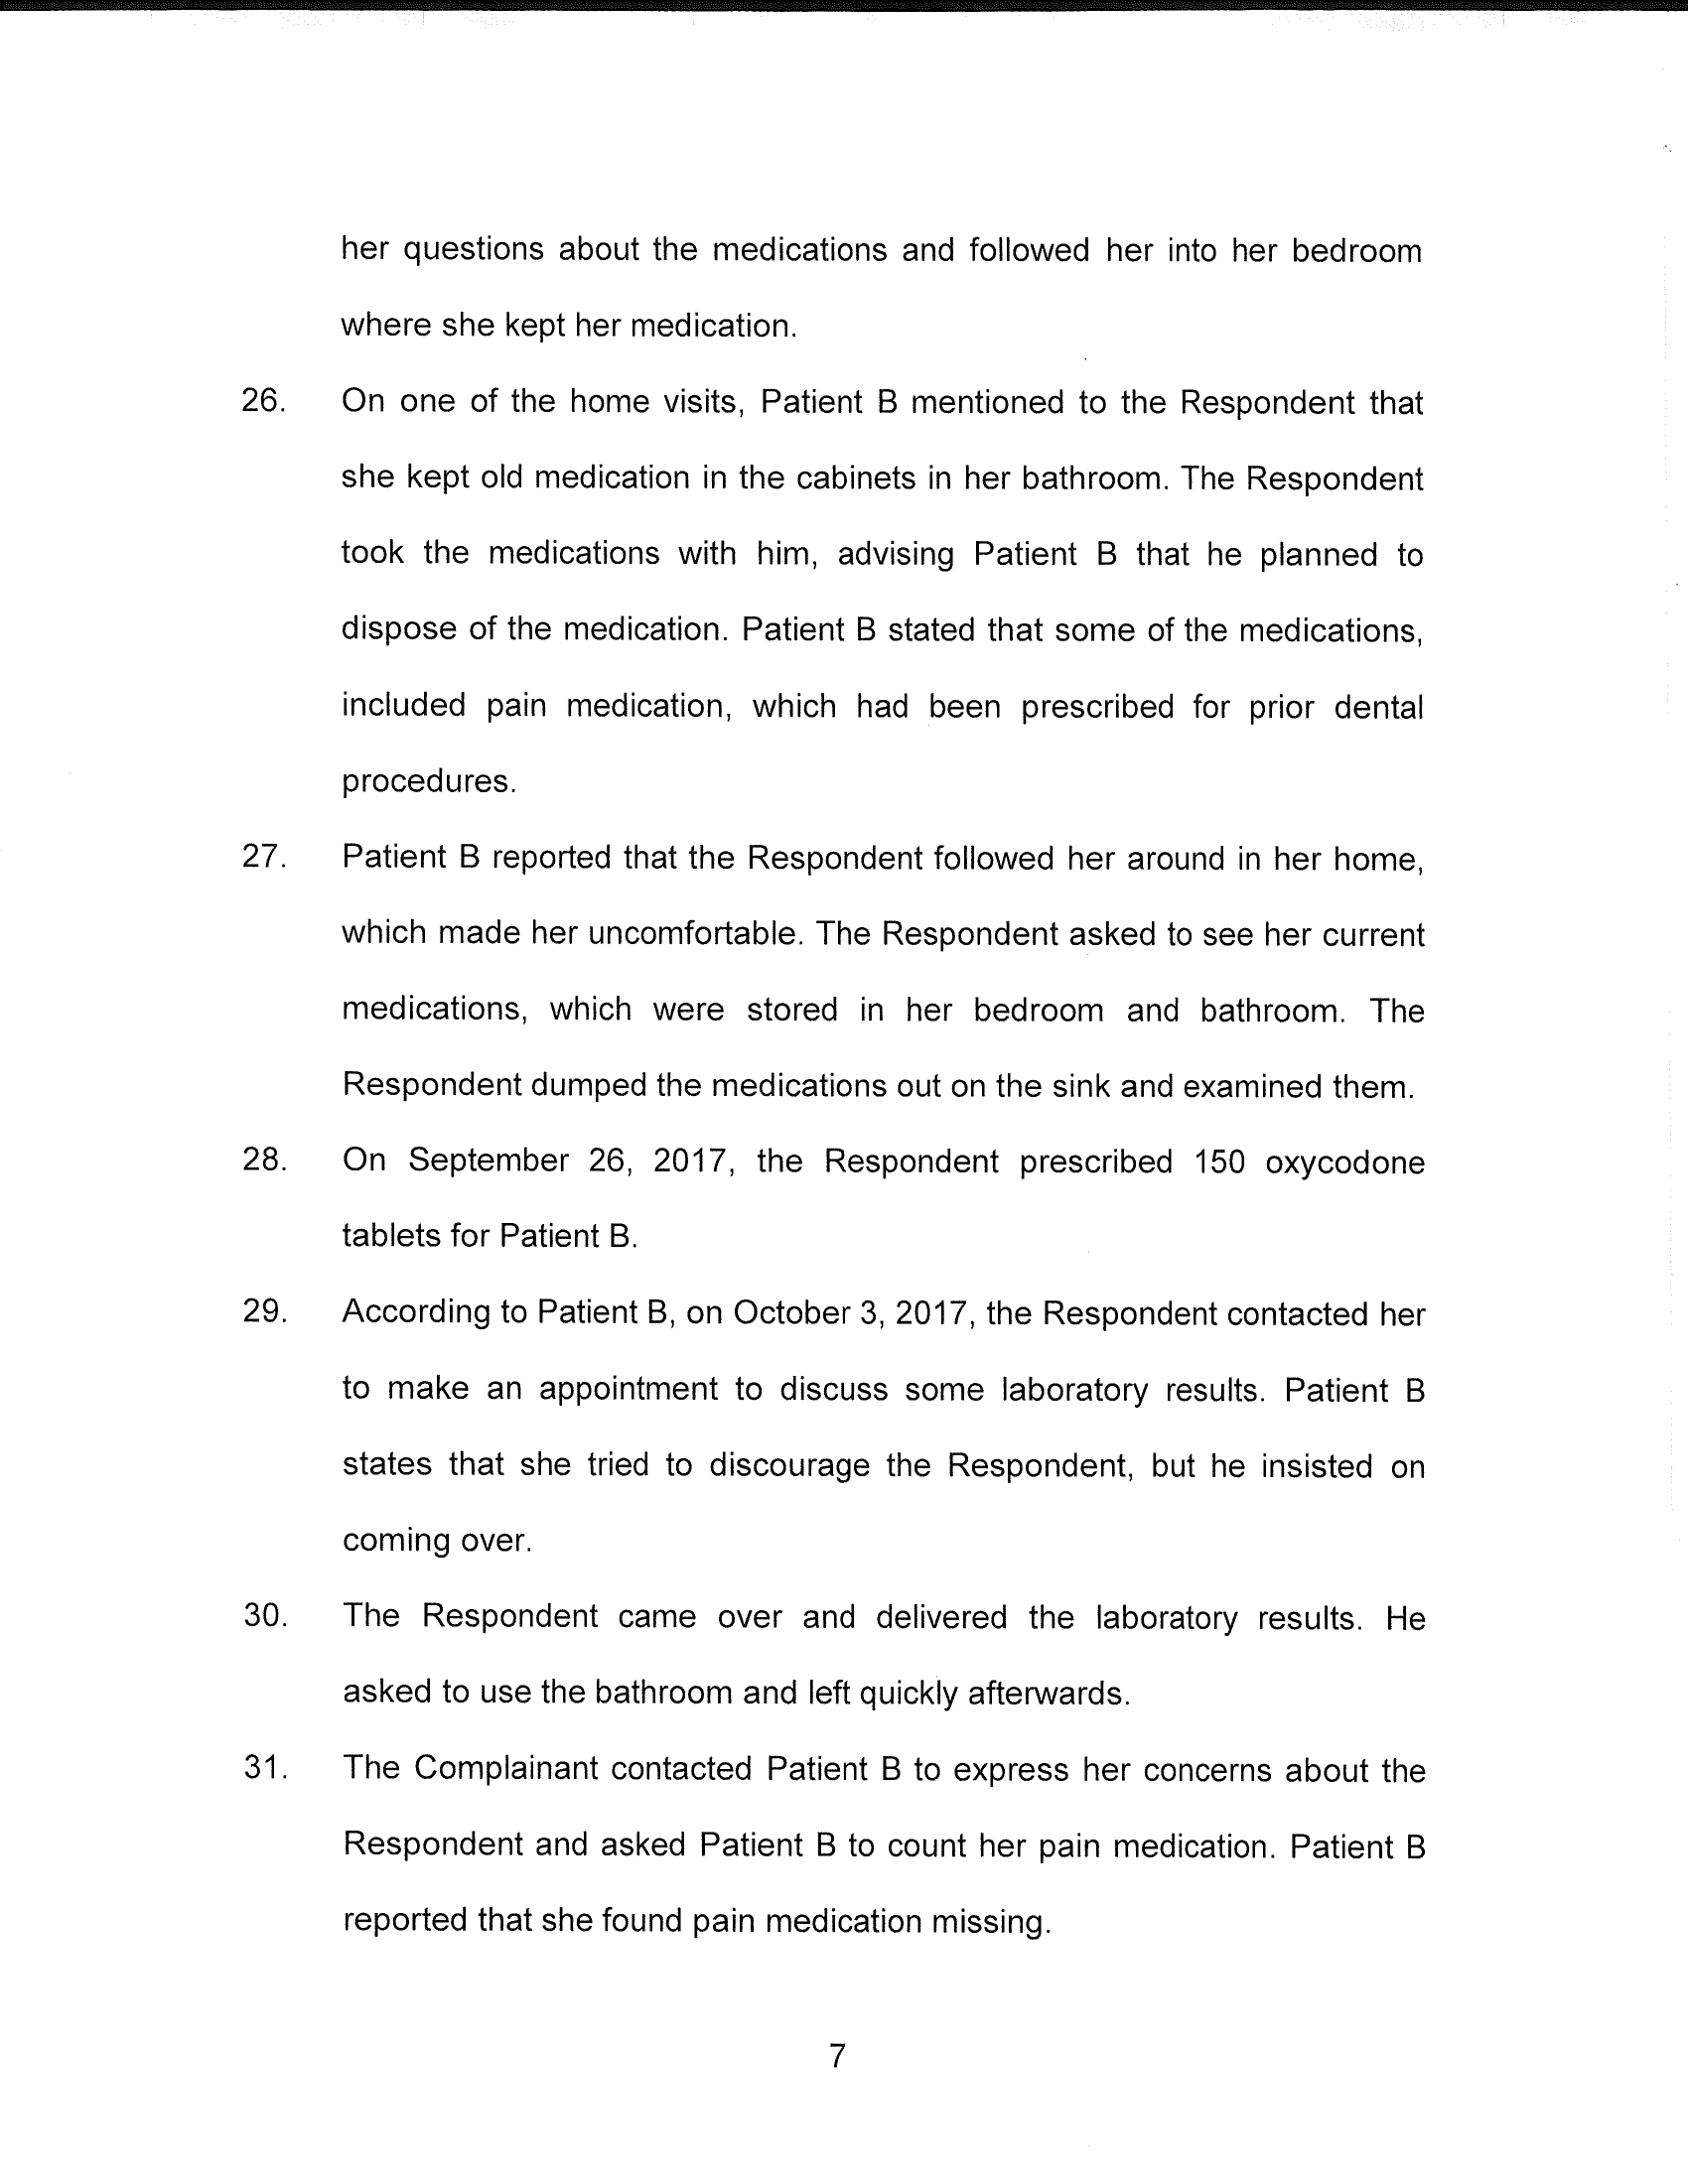 her questions about the medications and followed her into her bedroom
where she kept her medication.
26. On one of the home visits, Patient B mentioned to the Respondent that
she kept old medication in the cabinets in her bathroom. The Respondent
took the medications with him, advising Patient B that he planned to
dispose of the medication. Patient B stated that some of the medications,
included pain medication, which had been prescribed for prior dental
procedures.
27. Patient B reported that the Respondent followed her around in her home,
which made her uncomfortable. The Respondent asked to see her current
medications, which were stored in her bedroom and bathroom. The
Respondent dumped the medications out on the sink and examined them.
28. On September 26, 2017, the Respondent prescribed 150 oxycodone
tablets for Patient B.
29. According to Patient B, on October 3, 2017, the Respondent contacted her
to make an appointment to discuss some laboratory results. Patient B
states that she tried to discourage the Respondent, but he insisted on
coming over.
30. The Respondent came over and delivered the laboratory results. He
asked to use the bathroom and left quickly afterwards.
31. The Complainant contacted Patient B to express her concerns about the
Respondent and asked Patient B to count her pain medication. Patient B
reported that she found pain medication missing.
7